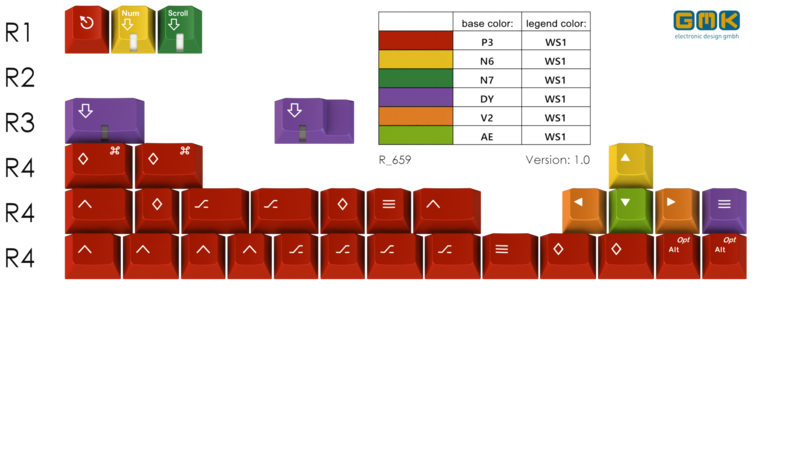 R1
Num
Scroll
GMK
electronic design gmbh
base color: legend color:
P3 WS1
N6 WS1
N7 WS1
DY WS1
V2 WS1
AE WS1
R_659 Version: 1.0
R2
R3
R4
⌘ ⌘
R4
R4
Opt
Alt
Opt
Alt